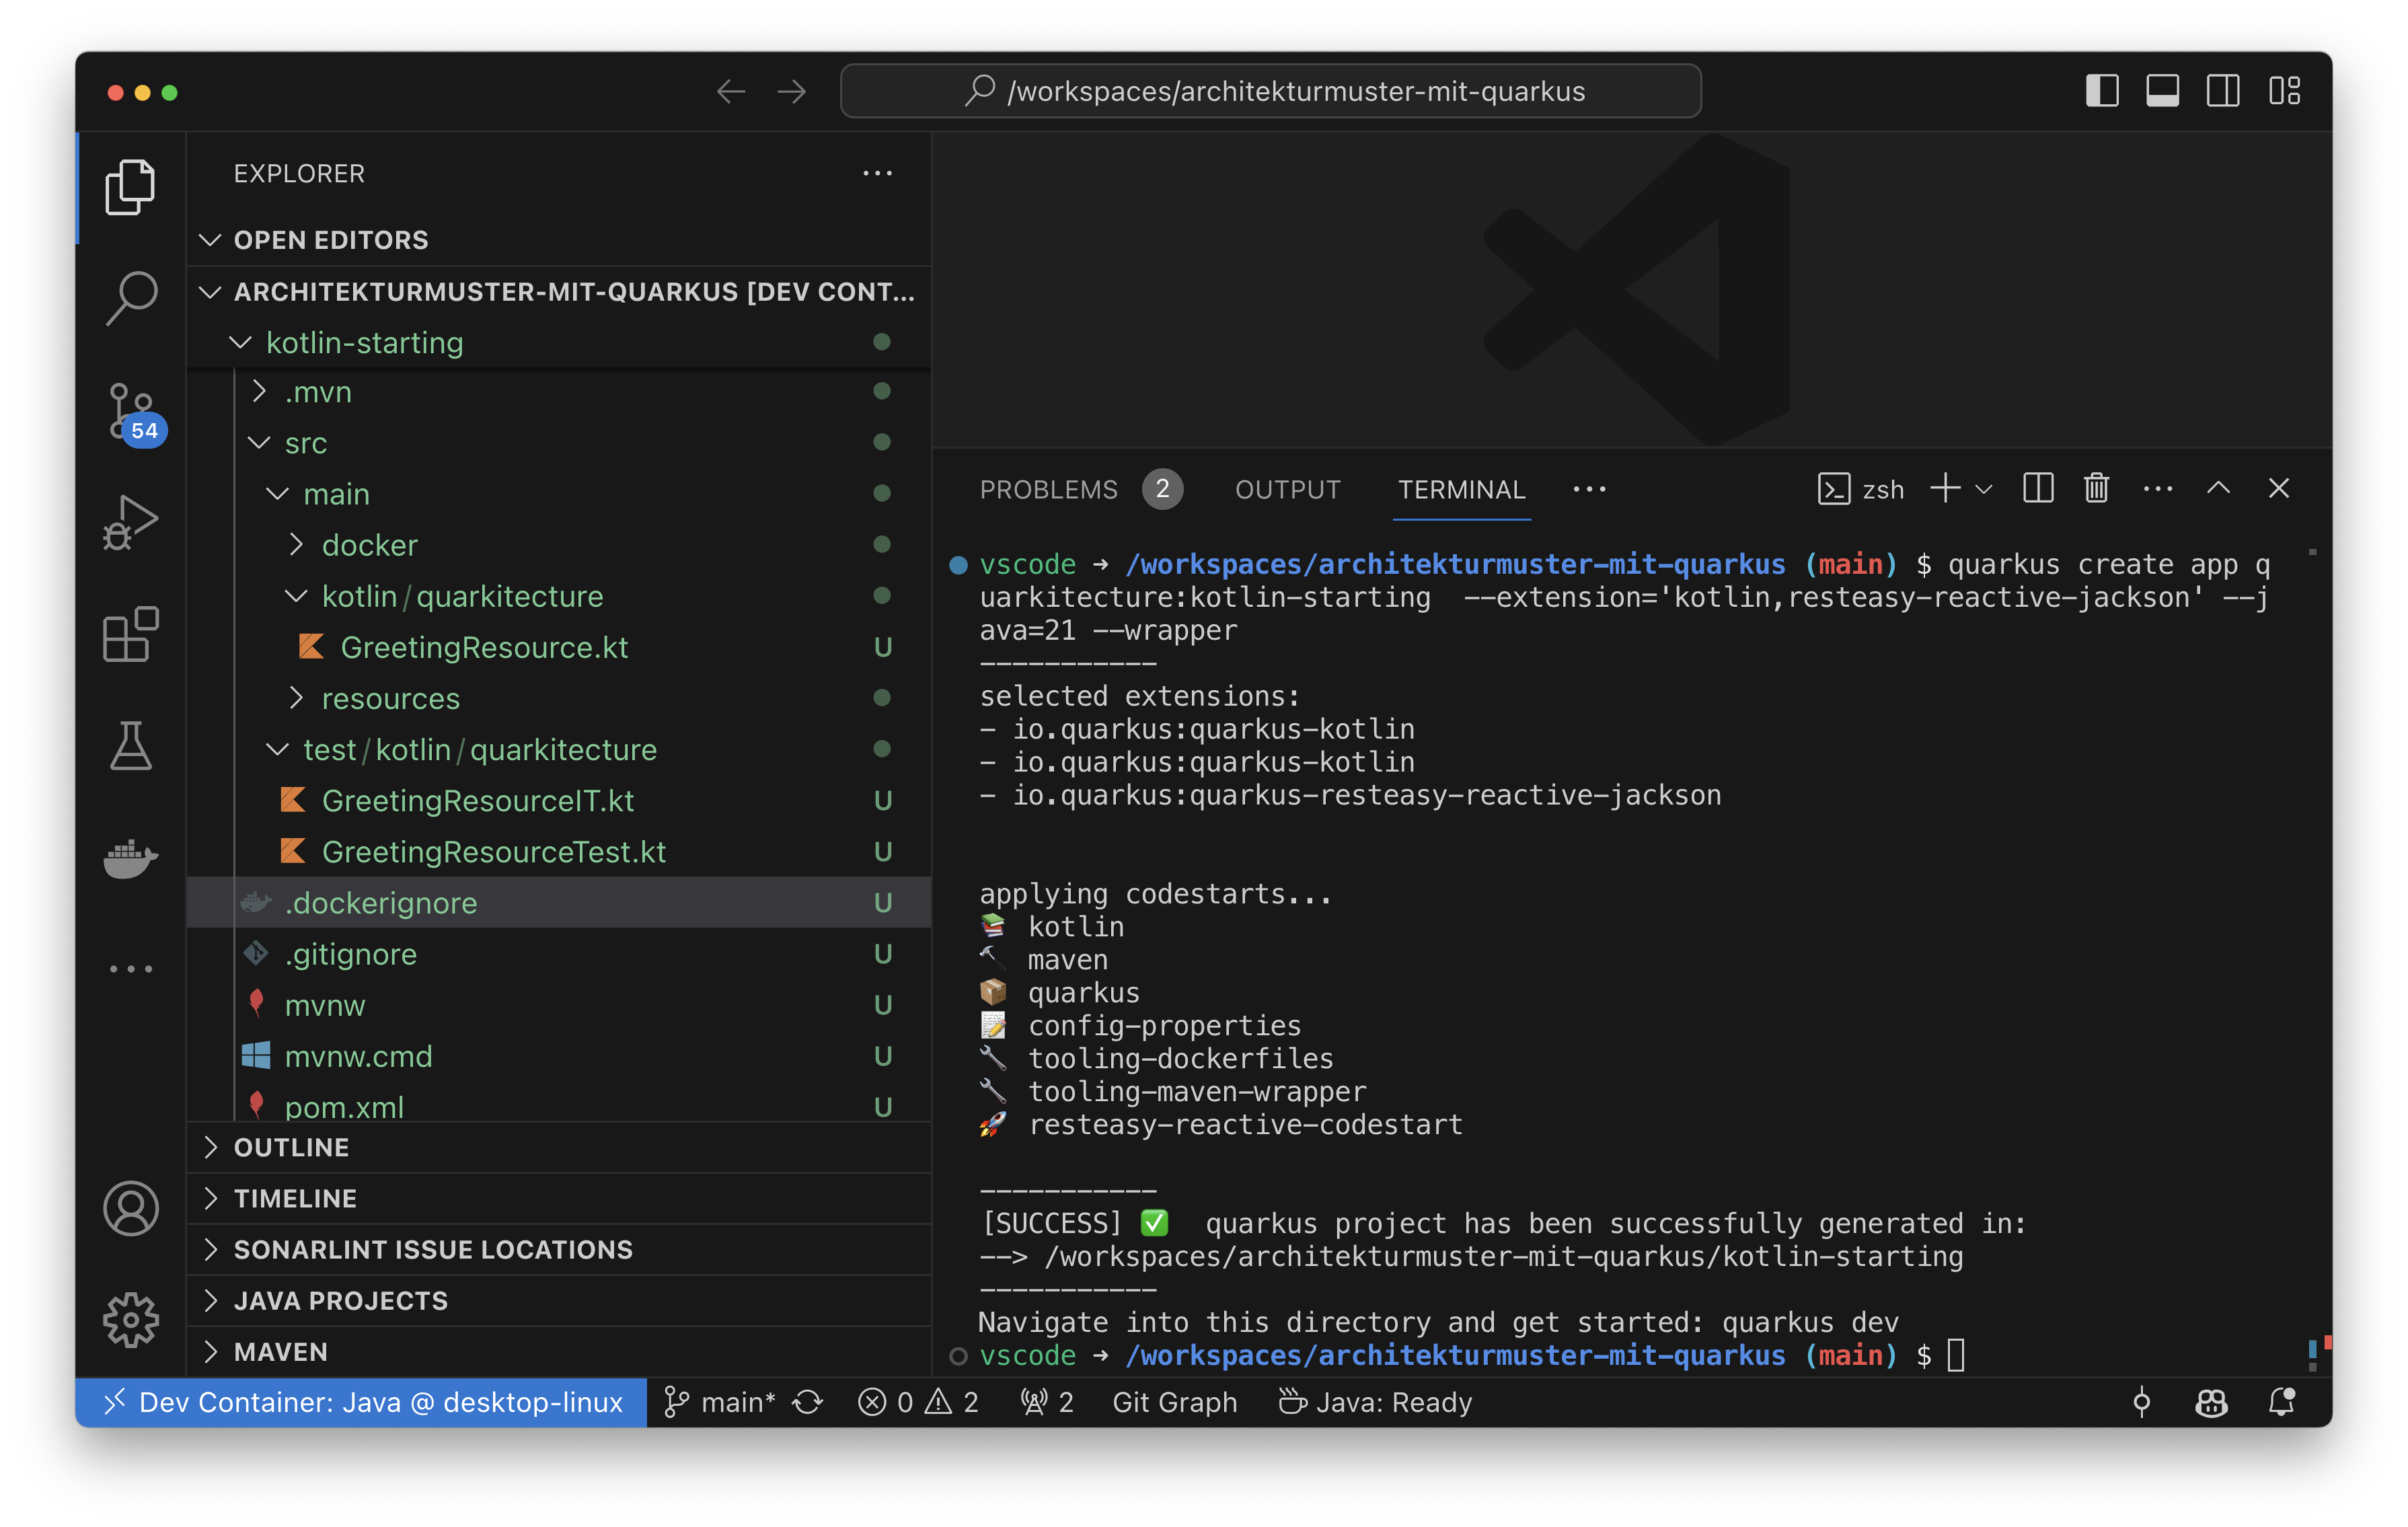 /workspaces/architekturmuster-mit-quarkus
EXPLORER
OPEN EDITORS
ARCHITEKTURMUSTER-MIT-QUARKUS [DEV CONT...
kotlin-starting
.mvn
src
main
docker
kotlin/quarkitecture
GreetingResource.kt U
resources
test/kotlin/quarkitecture
GreetingResourceIT.kt U
GreetingResourceTest.kt U
.dockerignore U
.gitignore U
mvnw U
mvnw.cmd U
pom.xml U
OUTLINE
TIMELINE
SONARLINT ISSUE LOCATIONS
JAVA PROJECTS
MAVEN
54
PROBLEMS 2 OUTPUT TERMINAL ... zsh
vscode → /workspaces/architekturmuster-mit-quarkus (main) $ quarkus create app q
uarkitecture:kotlin-starting  --extension='kotlin,resteasy-reactive-jackson' --j
ava=21 --wrapper
-----------
selected extensions:
- io.quarkus:quarkus-kotlin
- io.quarkus:quarkus-kotlin
- io.quarkus:quarkus-resteasy-reactive-jackson
applying codestarts...
📚 kotlin
🔨 maven
📦 quarkus
📝 config-properties
🔧 tooling-dockerfiles
🔧 tooling-maven-wrapper
🚀 resteasy-reactive-codestart
-----------
[SUCCESS] ✅  quarkus project has been successfully generated in:
--> /workspaces/architekturmuster-mit-quarkus/kotlin-starting
-----------
Navigate into this directory and get started: quarkus dev
vscode → /workspaces/architekturmuster-mit-quarkus (main) $
Dev Container: Java @ desktop-linux main* 0 2 2 Git Graph Java: Ready